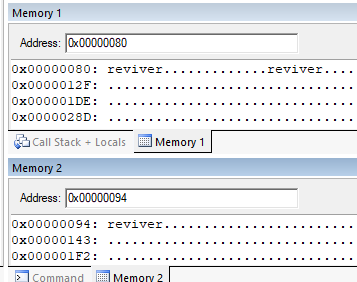 Memory 1
Address: 0x00000080
0x00000080: reviver.............reviver.....
0x0000012F: ................................
0x000001DE: ................................
0x0000028D: ................................
Call Stack + Locals Memory 1
Memory 2
Address: 0x00000094
0x00000094: reviver.........................
0x00000143: ................................
0x000001F2: ................................
Command Memory 2